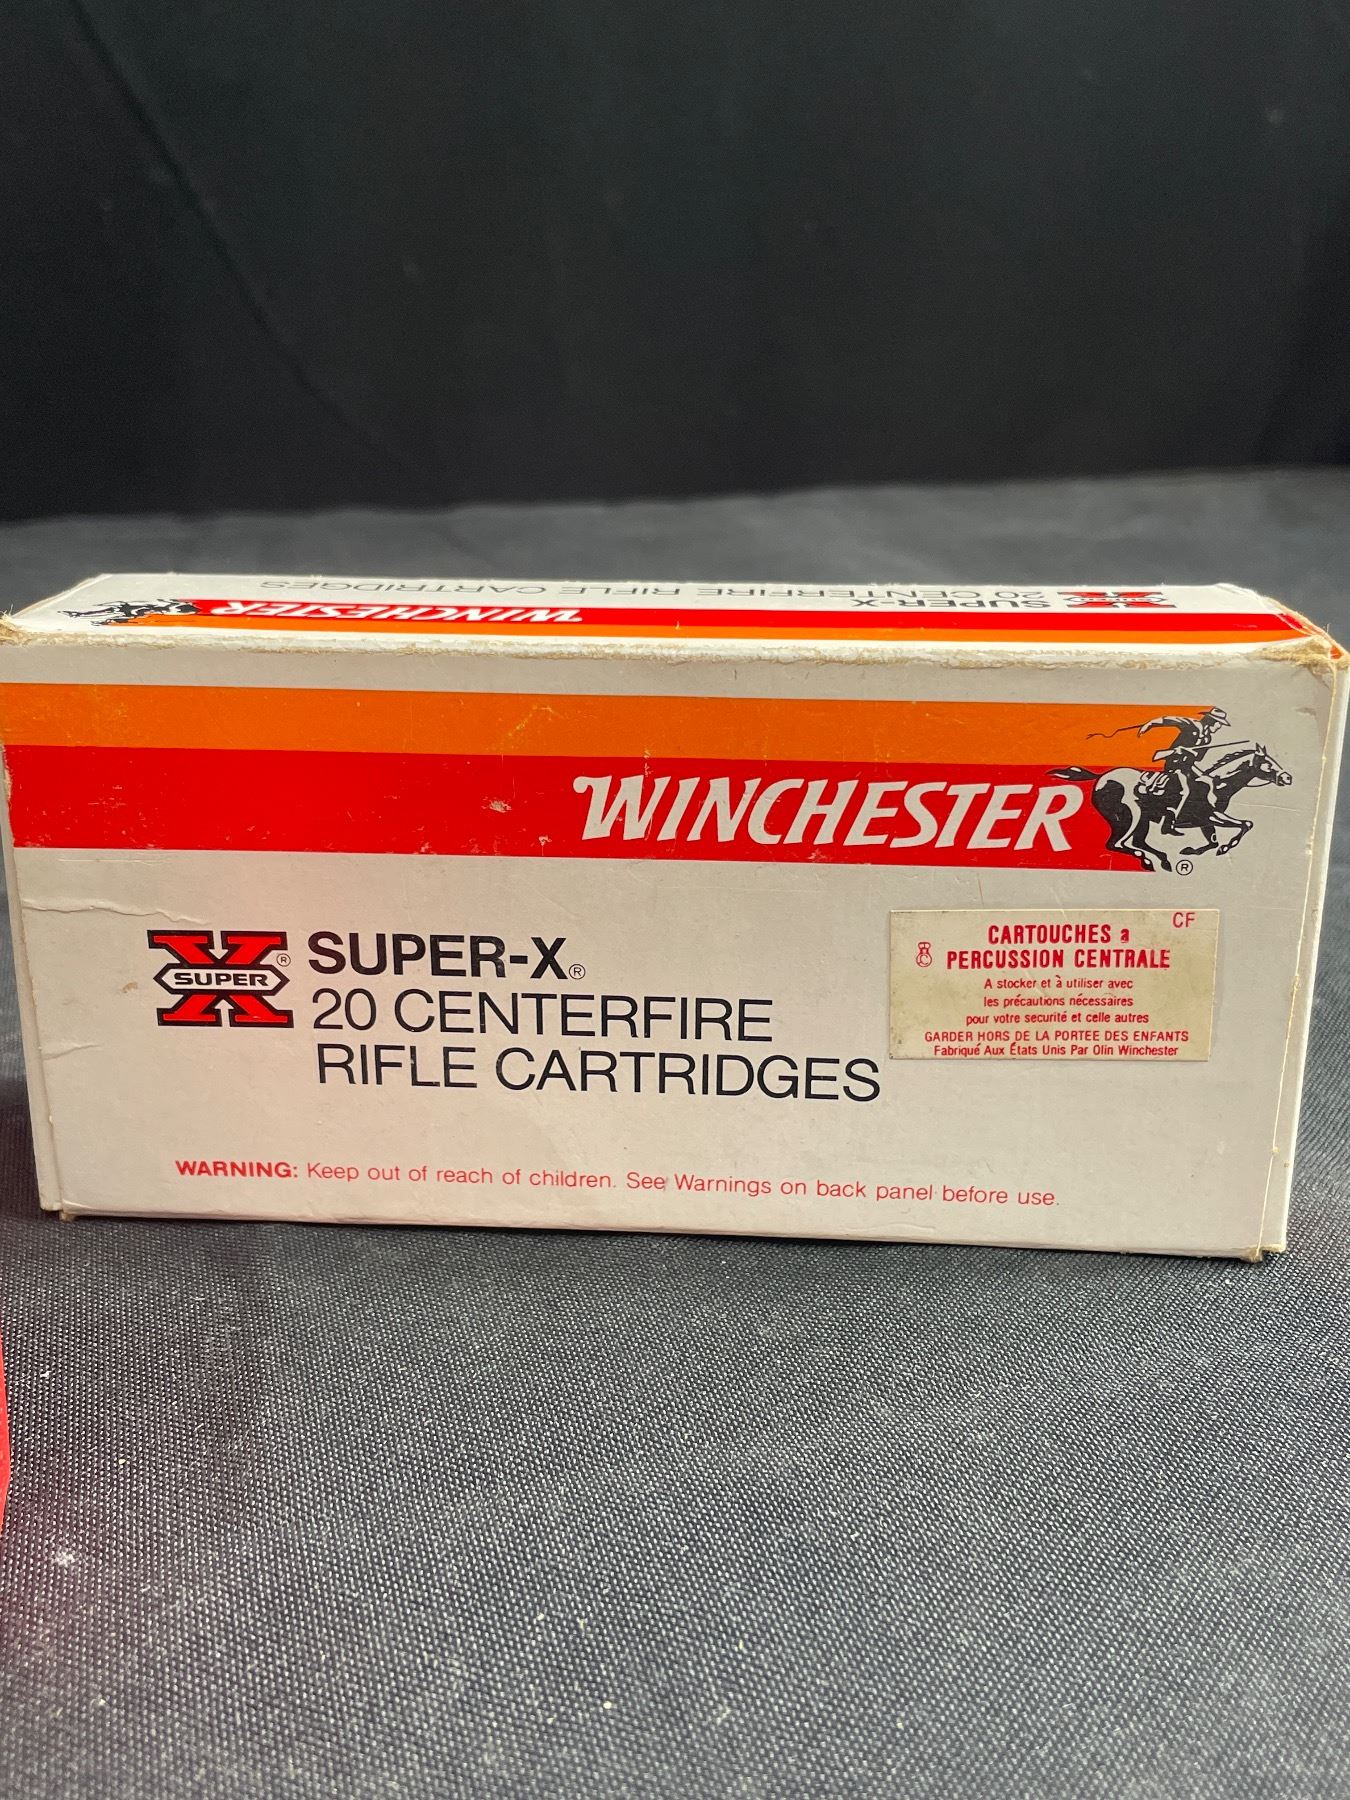 SUPER-X
20 CENTERFIRE RIFLE CARTRIDGES
WINCHESTER
WINCHESTER
®
SUPER ®
X
SUPER-X®
20 CENTERFIRE
RIFLE CARTRIDGES
CF
CARTOUCHES a
PERCUSSION CENTRALE
A stocker et à utiliser avec
les précautions nécessaires
pour votre securité et celle autres
GARDER HORS DE LA PORTEE DES ENFANTS
Fabriqué Aux États Unis Par Olin Winchester
WARNING: Keep out of reach of children. See Warnings on back panel before use.